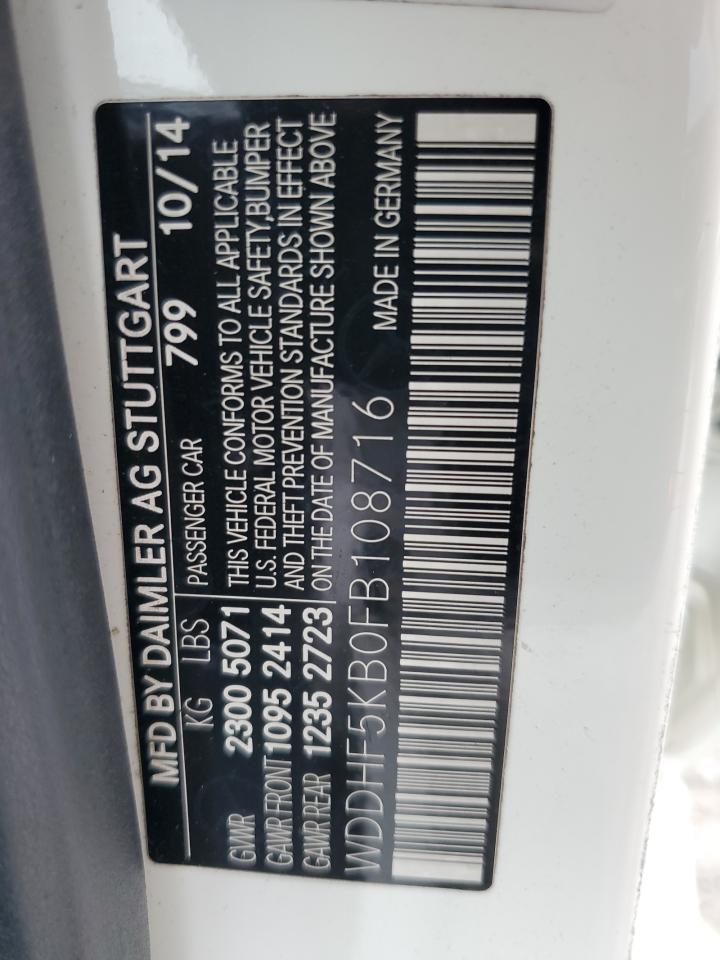 MFD BY DAIMLER AG STUTTGART
KG LBS PASSENGER CAR 799 10/14
GVWR 2300 5071 THIS VEHICLE CONFORMS TO ALL APPLICABLE
GAWR FRONT 1095 2414 U.S. FEDERAL MOTOR VEHICLE SAFETY,BUMPER
GAWR REAR 1235 2723 AND THEFT PREVENTION STANDARDS IN EFFECT
ON THE DATE OF MANUFACTURE SHOWN ABOVE
WDDHF5KB0FB108716 MADE IN GERMANY